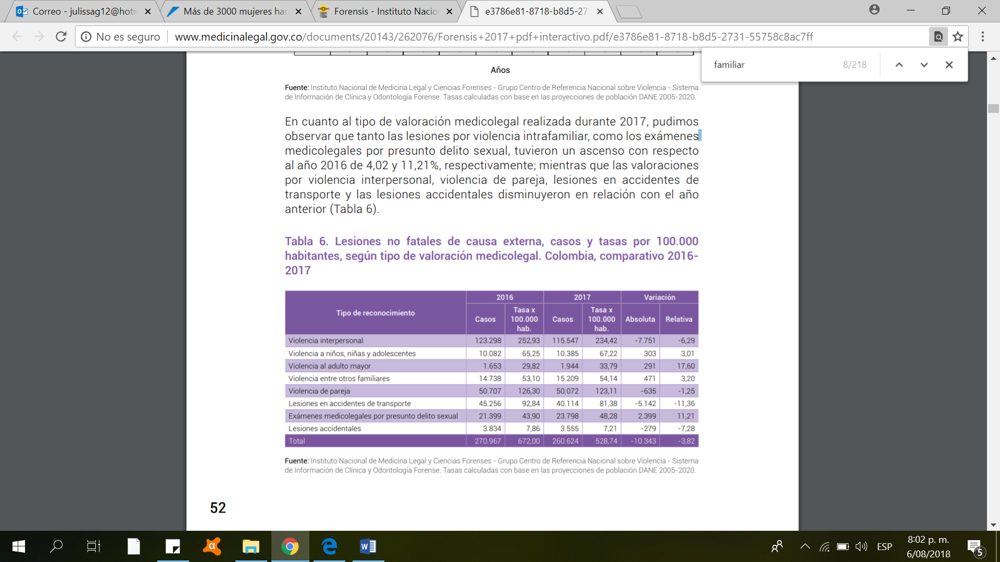 Correo - julissag12@hotm
Más de 3000 mujeres han
Forensis - Instituto Nacio
e3786e81-8718-b8d5-273
No es seguro
www.medicinalegal.gov.co/documents/20143/262076/Forensis+2017+pdf+interactivo.pdf/e3786e81-8718-b8d5-2731-55758c8ac7ff
familiar 8/218
Años
Fuente: Instituto Nacional de Medicina Legal y Ciencias Forenses - Grupo Centro de Referencia Nacional sobre Violencia - Sistema
de Información de Clínica y Odontología Forense. Tasas calculadas con base en las proyecciones de población DANE 2005-2020.
En cuanto al tipo de valoración medicolegal realizada durante 2017, pudimos
observar que tanto las lesiones por violencia intrafamiliar, como los exámenes
medicolegales por presunto delito sexual, tuvieron un ascenso con respecto
al año 2016 de 4,02 y 11,21%, respectivamente; mientras que las valoraciones
por violencia interpersonal, violencia de pareja, lesiones en accidentes de
transporte y las lesiones accidentales disminuyeron en relación con el año
anterior (Tabla 6).
Tabla 6. Lesiones no fatales de causa externa, casos y tasas por 100.000
habitantes, según tipo de valoración medicolegal. Colombia, comparativo 2016-
2017
Tipo de reconocimiento 2016 2017 Variación
Casos Tasa x 100.000 hab. Casos Tasa x 100.000 hab. Absoluta Relativa
Violencia interpersonal 123.298 252,93 115.547 234,42 -7.751 -6,29
Violencia a niños, niñas y adolescentes 10.082 65,25 10.385 67,22 303 3,01
Violencia al adulto mayor 1.653 29,82 1.944 33,79 291 17,60
Violencia entre otros familiares 14.738 53,10 15.209 54,14 471 3,20
Violencia de pareja 50.707 126,30 50.072 123,11 -635 -1,25
Lesiones en accidentes de transporte 45.256 92,84 40.114 81,38 -5.142 -11,36
Exámenes medicolegales por presunto delito sexual 21.399 43,90 23.798 48,28 2.399 11,21
Lesiones accidentales 3.834 7,86 3.555 7,21 -279 -7,28
Total 270.967 672,00 260.624 528,74 -10.343 -3,82
Fuente: Instituto Nacional de Medicina Legal y Ciencias Forenses - Grupo Centro de Referencia Nacional sobre Violencia - Sistema
de Información de Clínica y Odontología Forense. Tasas calculadas con base en las proyecciones de población DANE 2005-2020.
52
ESP
8:02 p. m.
6/08/2018
5